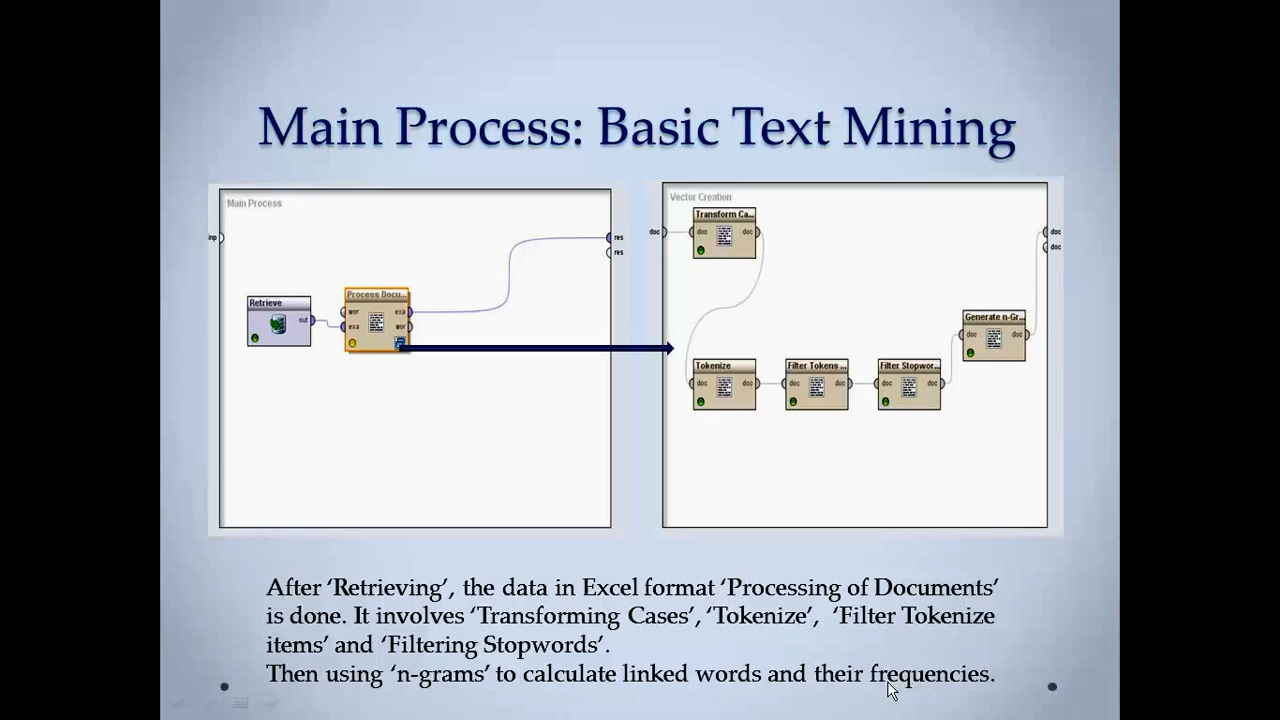 Main Process: Basic Text Mining
Main Process
inp
res
res
Retrieve
out
Process Docu...
wor
exa
exa
wor
Vector Creation
doc
Transform Ca...
doc
doc
doc
doc
Tokenize
doc
doc
Filter Tokens ...
doc
doc
Filter Stopwor...
doc
doc
Generate n-Gr...
doc
doc
After ‘Retrieving’, the data in Excel format ‘Processing of Documents’
is done. It involves ‘Transforming Cases’, ‘Tokenize’, ‘Filter Tokenize
items’ and ‘Filtering Stopwords’.
Then using ‘n-grams’ to calculate linked words and their frequencies.